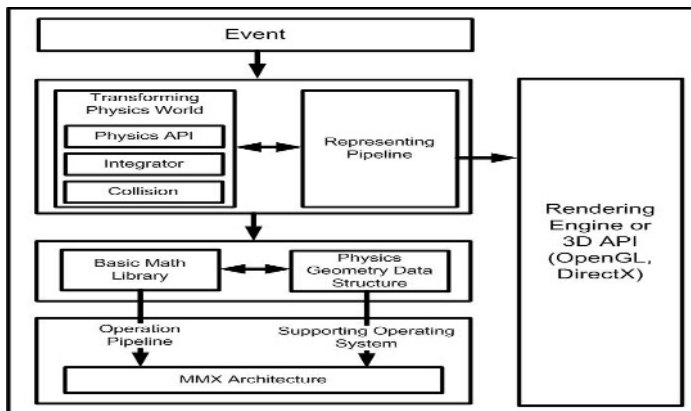 Event
Transforming
Physics World
Physics API
Integrator
Collision
Representing
Pipeline
Basic Math
Library
Physics
Geometry Data
Structure
Operation
Pipeline
Supporting Operating
System
MMX Architecture
Rendering
Engine or
3D API
(OpenGL,
DirectX)